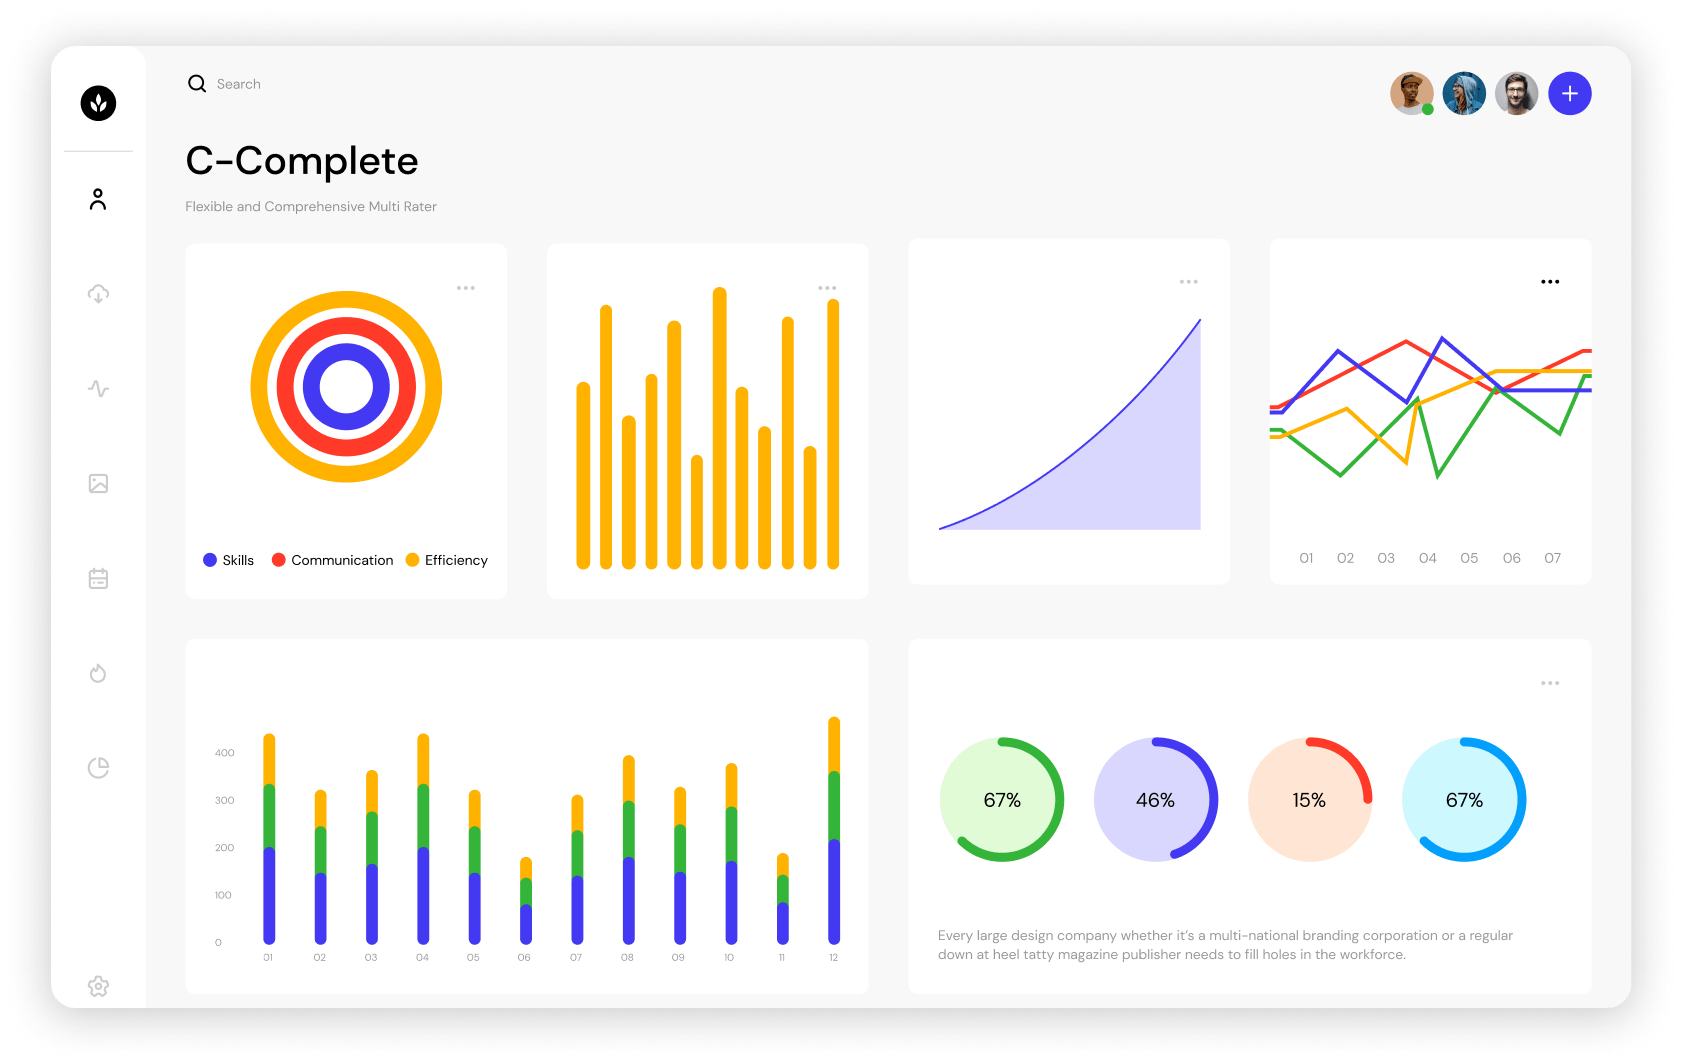 Search
C-Complete
Flexible and Comprehensive Multi Rater
Skills
Communication
Efficiency
01 02 03 04 05 06 07
400
300
200
100
0
01 02 03 04 05 06 07 08 09 10 11 12
67%
46%
15%
67%
Every large design company whether it’s a multi-national branding corporation or a regular
down at heel tatty magazine publisher needs to fill holes in the workforce.